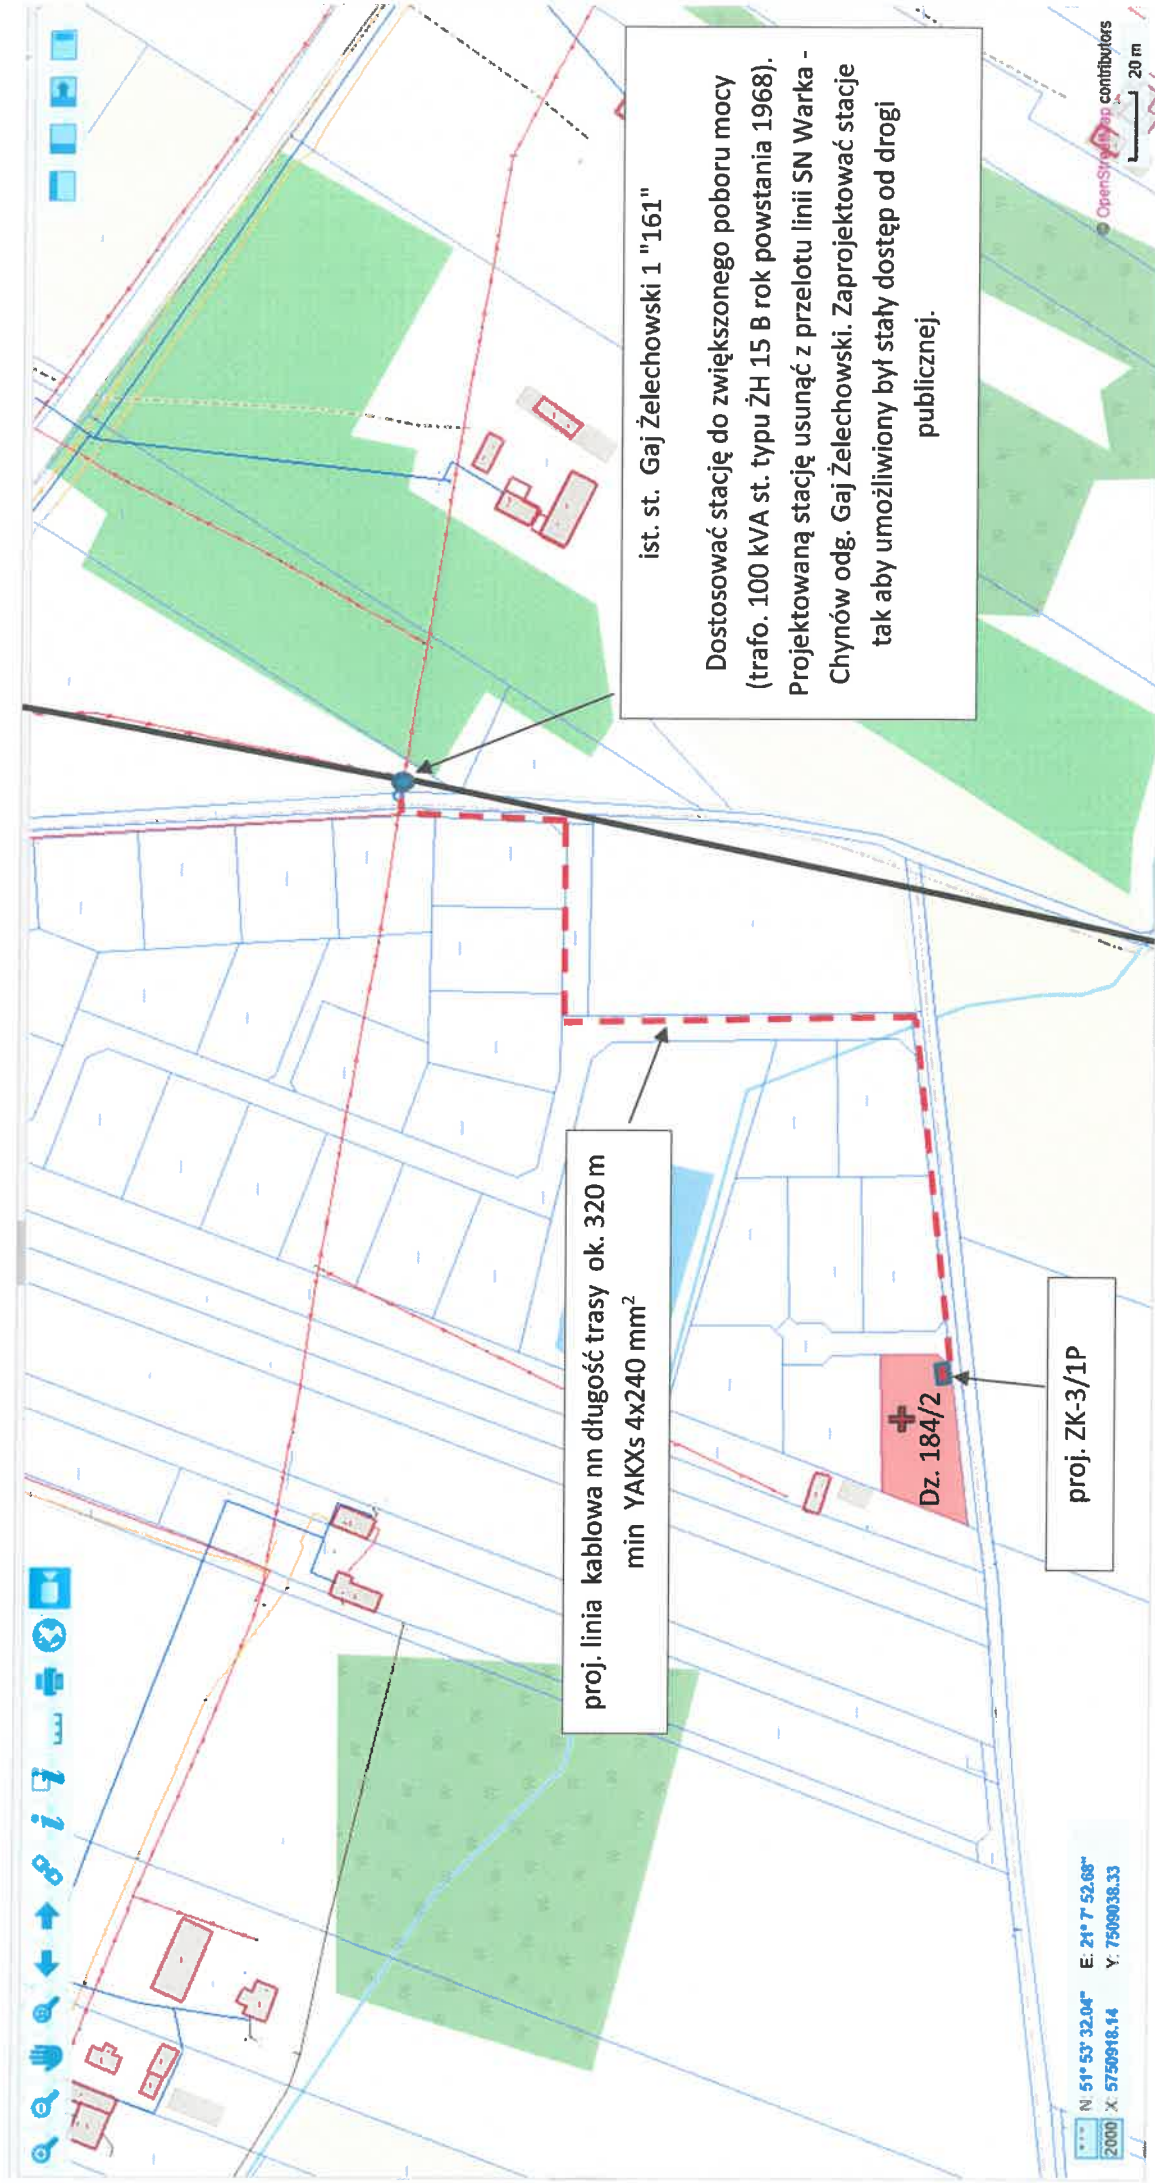 ist. st. Gaj Żelechowski 1 "161"
Dostosować stację do zwiększonego poboru mocy
(trafo. 100 kVA st. typu ŻH 15 B rok powstania 1968).
Projektowaną stację usunąć z przelotu linii SN Warka -
Chynów odg. Gaj Żelechowski. Zaprojektować stacje
tak aby umożliwiony był stały dostęp od drogi
publicznej.
proj. linia kablowa nn długość trasy ok. 320 m
min YAKXs 4x240 mm²
Dz. 184/2
proj. ZK-3/1P
N: 51° 53' 32.04" E: 21° 7' 52.68"
2000 X: 5750918.14 Y: 7509038.33
© OpenStreetMap contributors
20 m